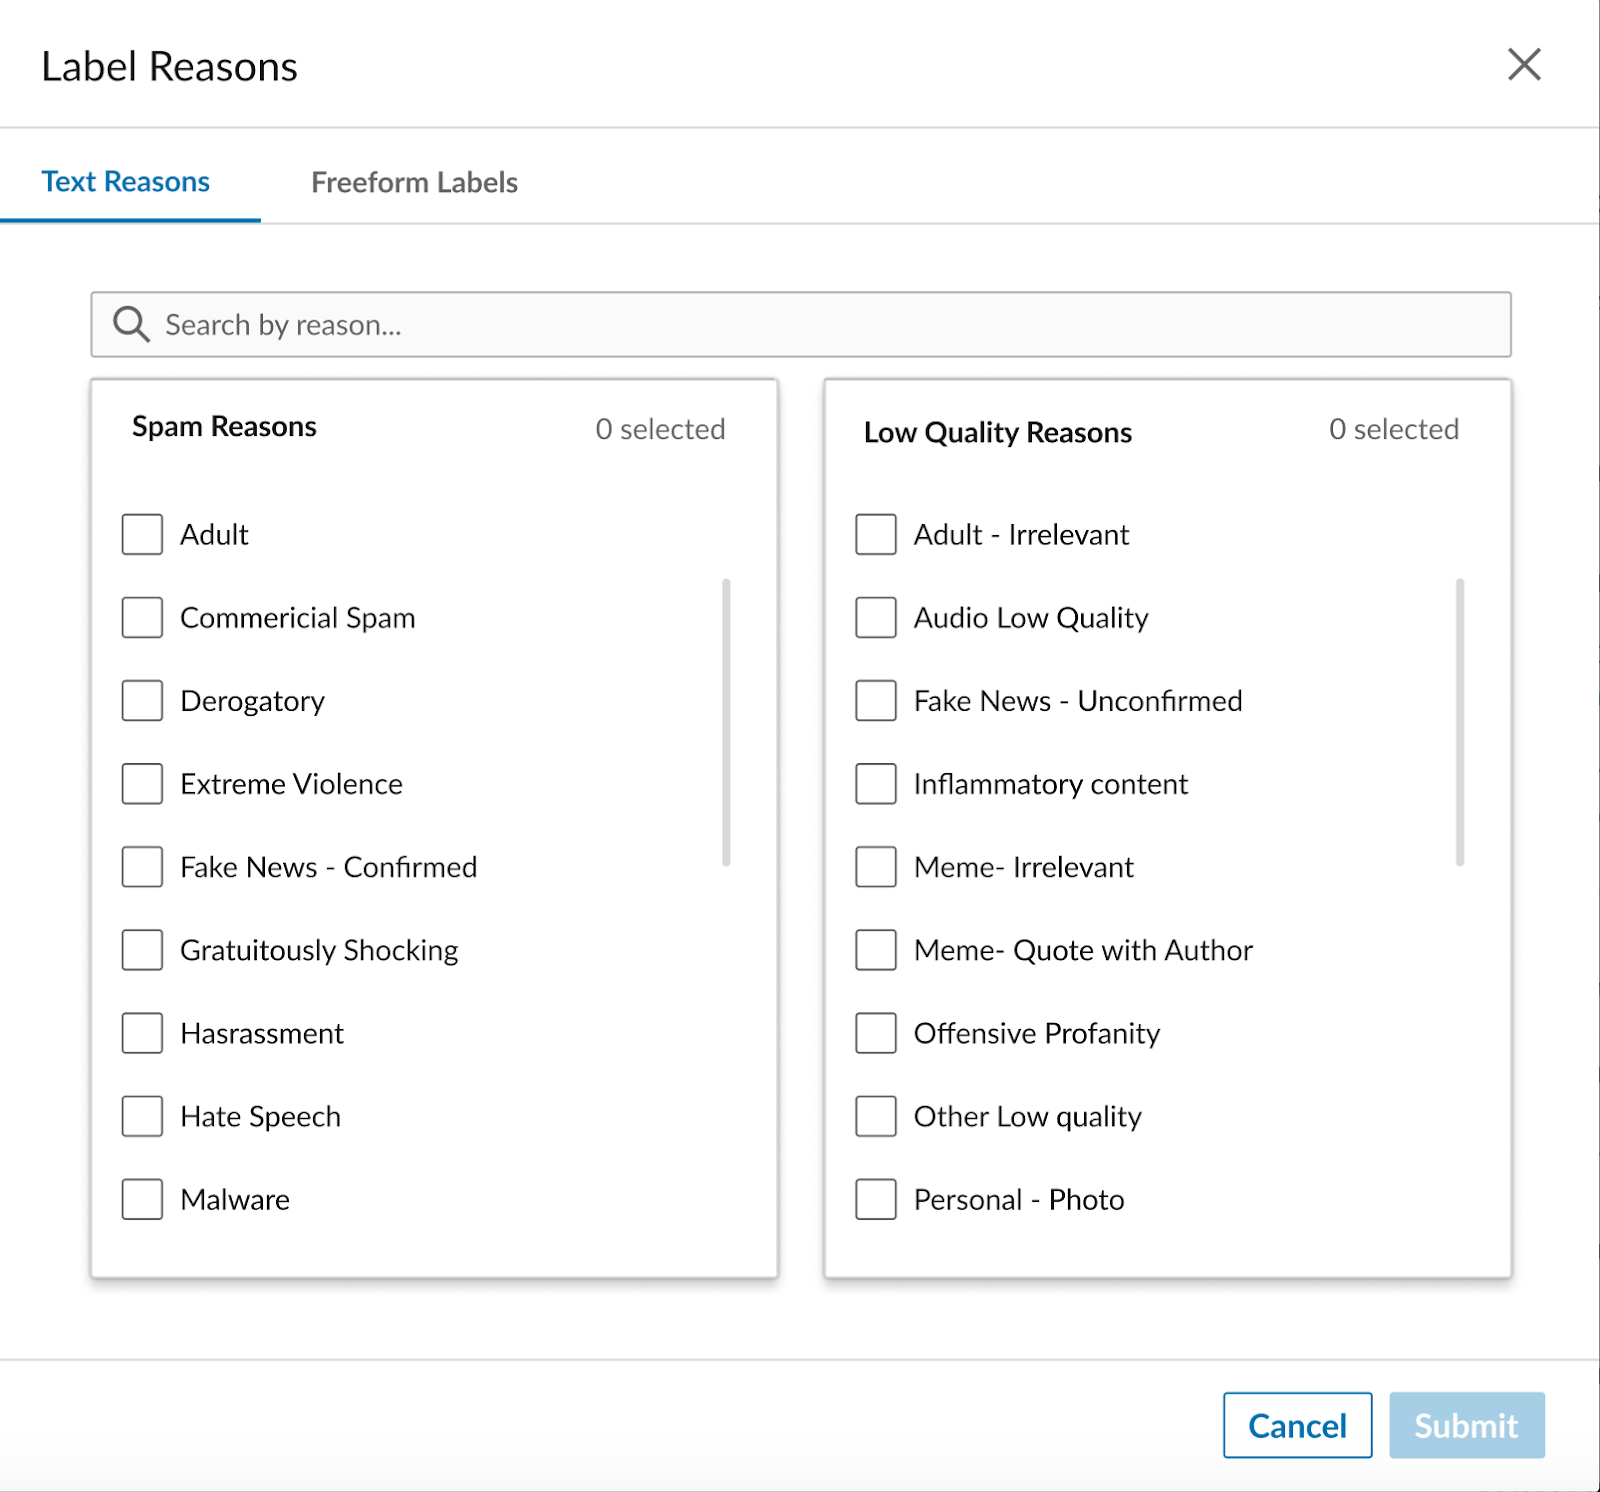 Label Reasons
Text Reasons
Freeform Labels
Search by reason...
Spam Reasons
0 selected
Adult
Commericial Spam
Derogatory
Extreme Violence
Fake News - Confirmed
Gratuitously Shocking
Hasrassment
Hate Speech
Malware
Low Quality Reasons
0 selected
Adult - Irrelevant
Audio Low Quality
Fake News - Unconfirmed
Inflammatory content
Meme- Irrelevant
Meme- Quote with Author
Offensive Profanity
Other Low quality
Personal - Photo
Cancel
Submit